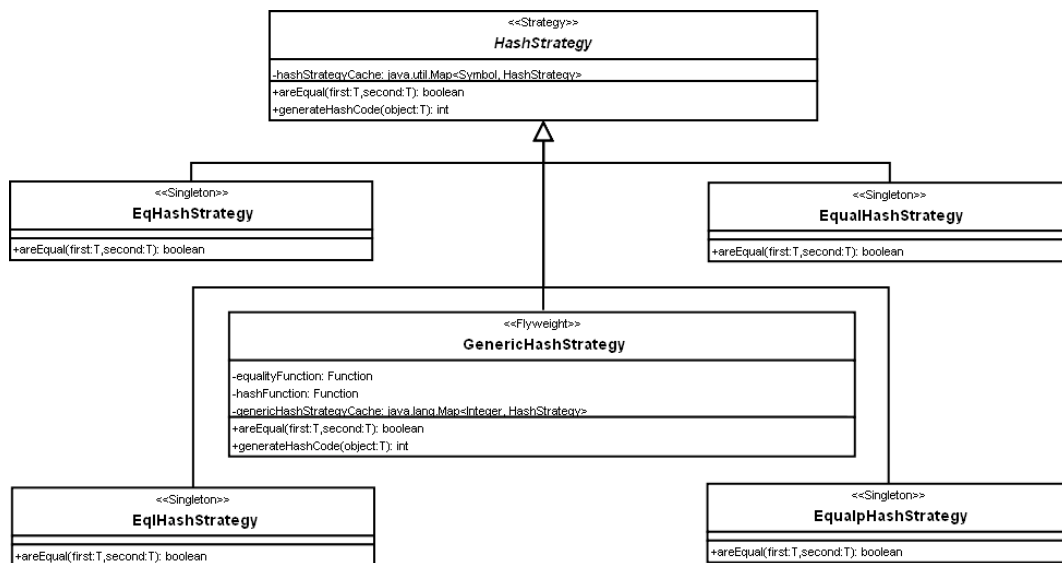 <<Strategy>>
HashStrategy
-hashStrategyCache: java.util.Map<Symbol, HashStrategy>
+areEqual(first:T,second:T): boolean
+generateHashCode(object:T): int
<<Singleton>>
EqHashStrategy
+areEqual(first:T,second:T): boolean
<<Singleton>>
EqualHashStrategy
+areEqual(first:T,second:T): boolean
<<Flyweight>>
GenericHashStrategy
-equalityFunction: Function
-hashFunction: Function
-genericHashStrategyCache: java.lang.Map<Integer, HashStrategy>
+areEqual(first:T,second:T): boolean
+generateHashCode(object:T): int
<<Singleton>>
EqlHashStrategy
+areEqual(first:T,second:T): boolean
<<Singleton>>
EqualpHashStrategy
+areEqual(first:T,second:T): boolean